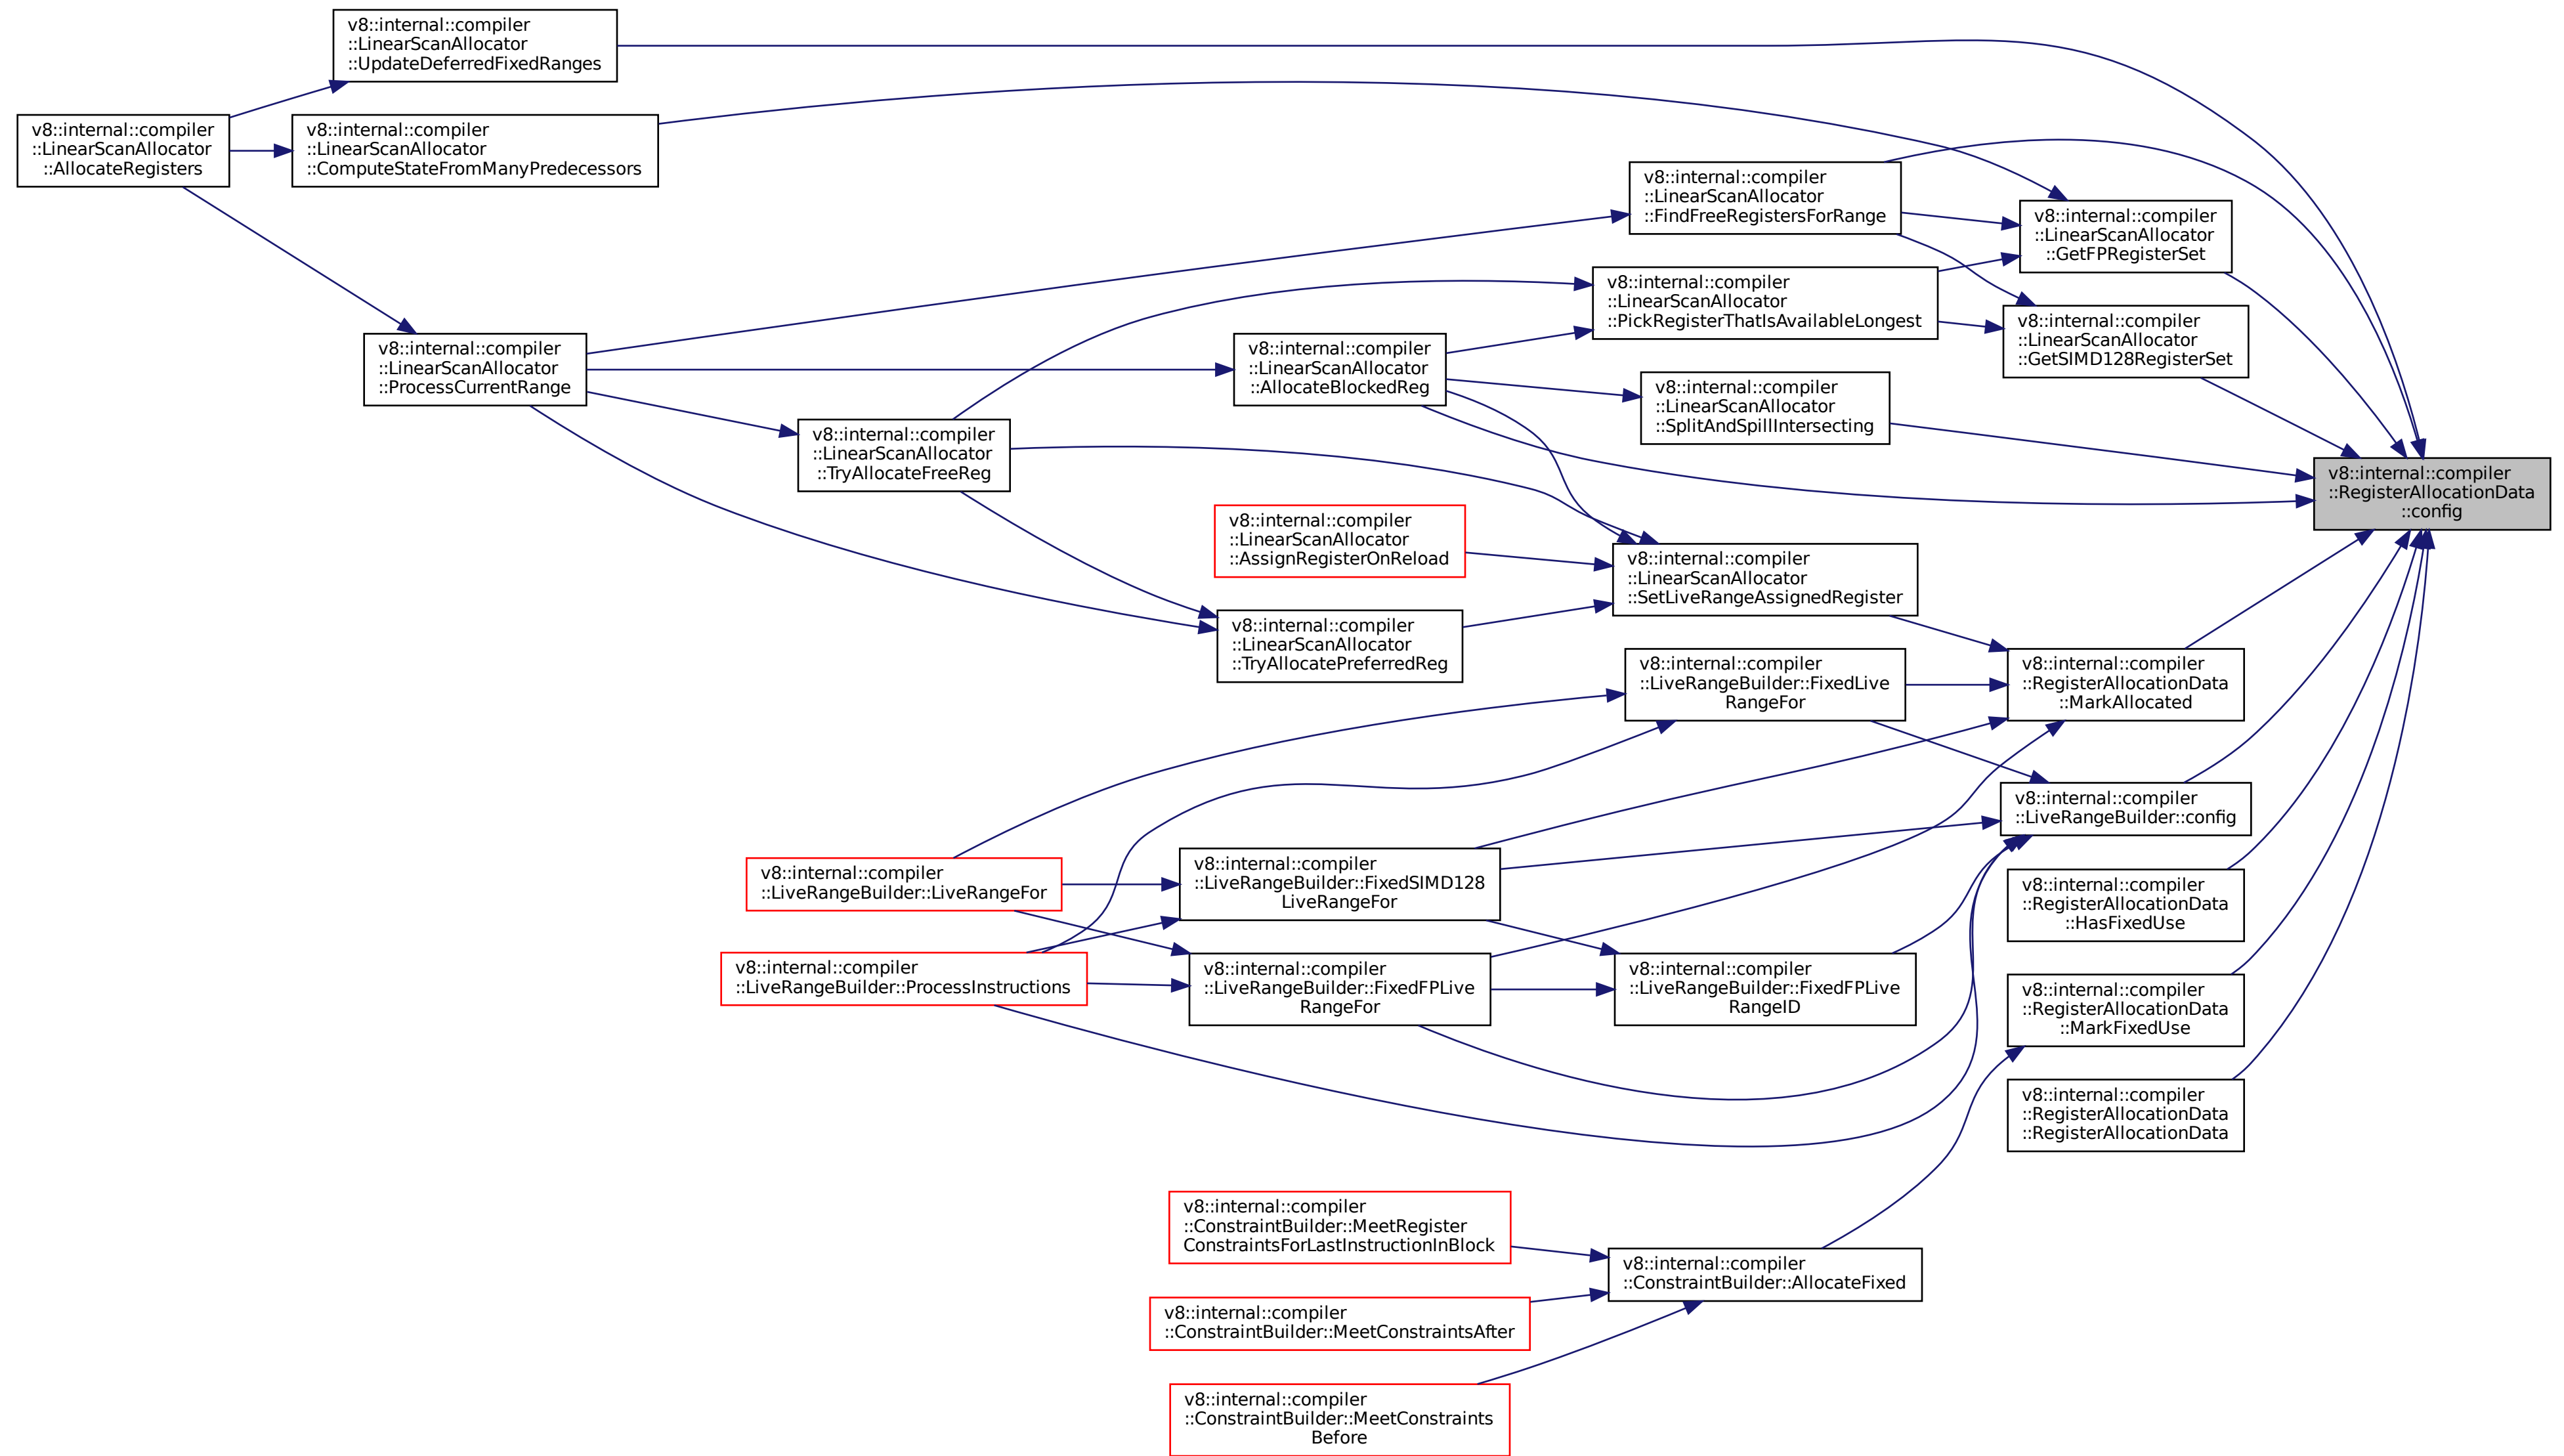 v8::internal::compiler
::LinearScanAllocator
::UpdateDeferredFixedRanges
v8::internal::compiler
::LinearScanAllocator
::AllocateRegisters
v8::internal::compiler
::LinearScanAllocator
::ComputeStateFromManyPredecessors
v8::internal::compiler
::LinearScanAllocator
::FindFreeRegistersForRange
v8::internal::compiler
::LinearScanAllocator
::GetFPRegisterSet
v8::internal::compiler
::LinearScanAllocator
::PickRegisterThatIsAvailableLongest
v8::internal::compiler
::LinearScanAllocator
::GetSIMD128RegisterSet
v8::internal::compiler
::LinearScanAllocator
::ProcessCurrentRange
v8::internal::compiler
::LinearScanAllocator
::AllocateBlockedReg
v8::internal::compiler
::LinearScanAllocator
::SplitAndSpillIntersecting
v8::internal::compiler
::LinearScanAllocator
::TryAllocateFreeReg
v8::internal::compiler
::RegisterAllocationData
::config
v8::internal::compiler
::LinearScanAllocator
::AssignRegisterOnReload
v8::internal::compiler
::LinearScanAllocator
::SetLiveRangeAssignedRegister
v8::internal::compiler
::LinearScanAllocator
::TryAllocatePreferredReg
v8::internal::compiler
::LiveRangeBuilder::FixedLive
RangeFor
v8::internal::compiler
::RegisterAllocationData
::MarkAllocated
v8::internal::compiler
::LiveRangeBuilder::config
v8::internal::compiler
::LiveRangeBuilder::LiveRangeFor
v8::internal::compiler
::LiveRangeBuilder::FixedSIMD128
LiveRangeFor
v8::internal::compiler
::RegisterAllocationData
::HasFixedUse
v8::internal::compiler
::LiveRangeBuilder::ProcessInstructions
v8::internal::compiler
::LiveRangeBuilder::FixedFPLive
RangeFor
v8::internal::compiler
::LiveRangeBuilder::FixedFPLive
RangeID
v8::internal::compiler
::RegisterAllocationData
::MarkFixedUse
v8::internal::compiler
::RegisterAllocationData
::RegisterAllocationData
v8::internal::compiler
::ConstraintBuilder::MeetRegister
ConstraintsForLastInstructionInBlock
v8::internal::compiler
::ConstraintBuilder::AllocateFixed
v8::internal::compiler
::ConstraintBuilder::MeetConstraintsAfter
v8::internal::compiler
::ConstraintBuilder::MeetConstraints
Before